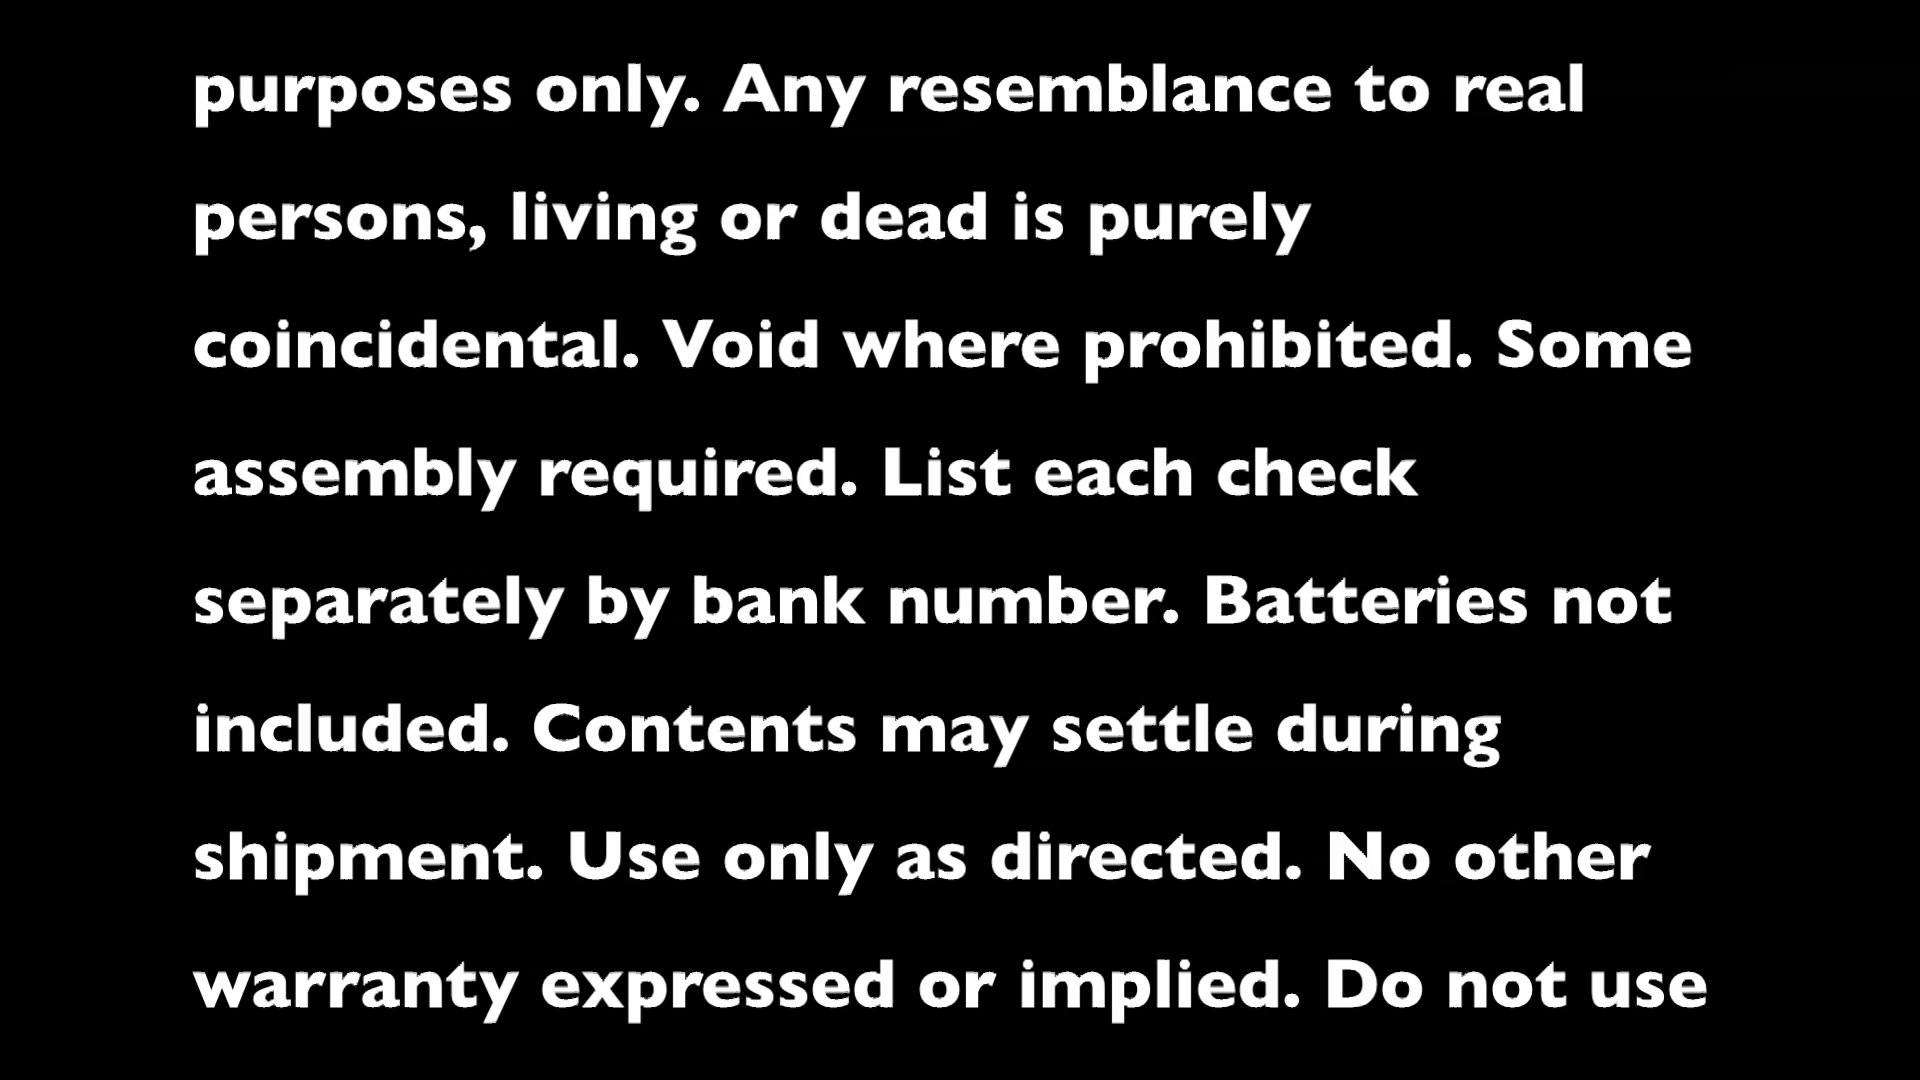 purposes only. Any resemblance to real
persons, living or dead is purely
coincidental. Void where prohibited. Some
assembly required. List each check
separately by bank number. Batteries not
included. Contents may settle during
shipment. Use only as directed. No other
warranty expressed or implied. Do not use